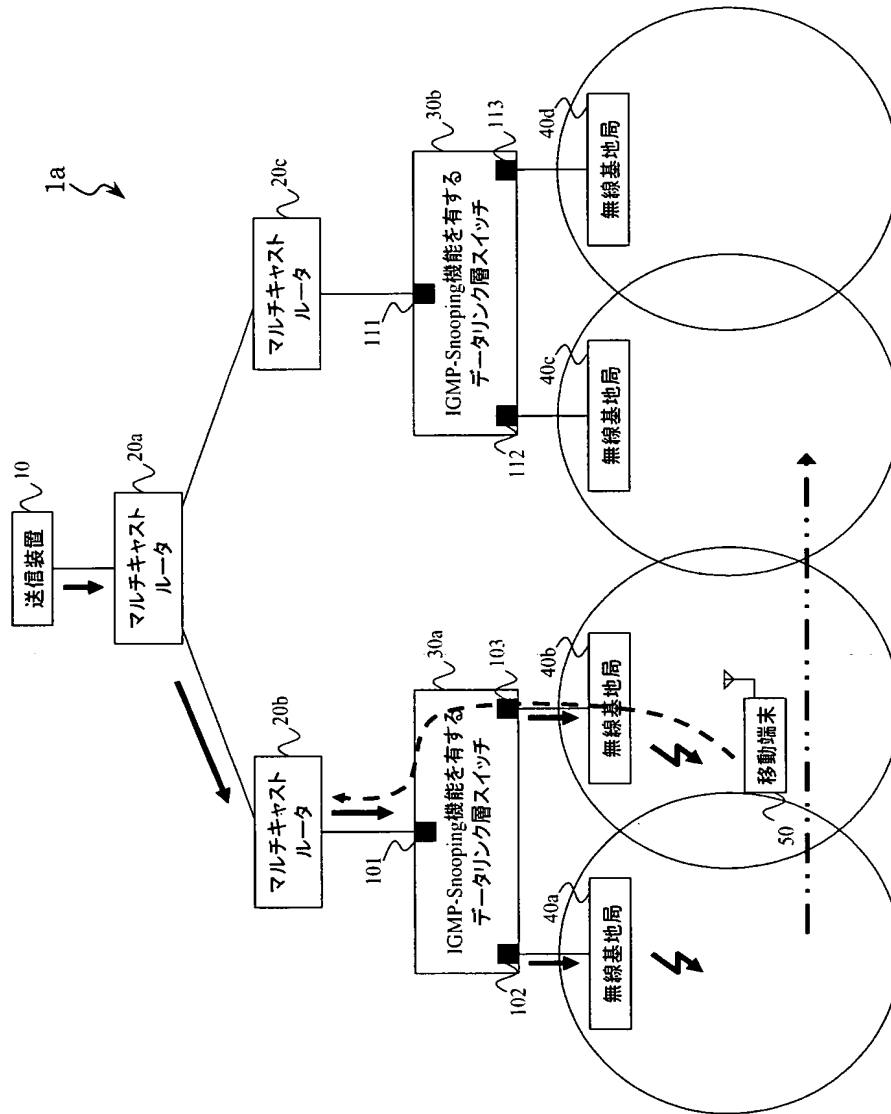 1a
10
送信装置
20a
マルチキャスト
ルータ
20b
マルチキャスト
ルータ
20c
マルチキャスト
ルータ
101
30a
IGMP-Snooping機能を有する
データリンク層スイッチ
102
103
111
30b
IGMP-Snooping機能を有する
データリンク層スイッチ
112
113
40a
無線基地局
40b
無線基地局
40c
無線基地局
40d
無線基地局
移動端末
50